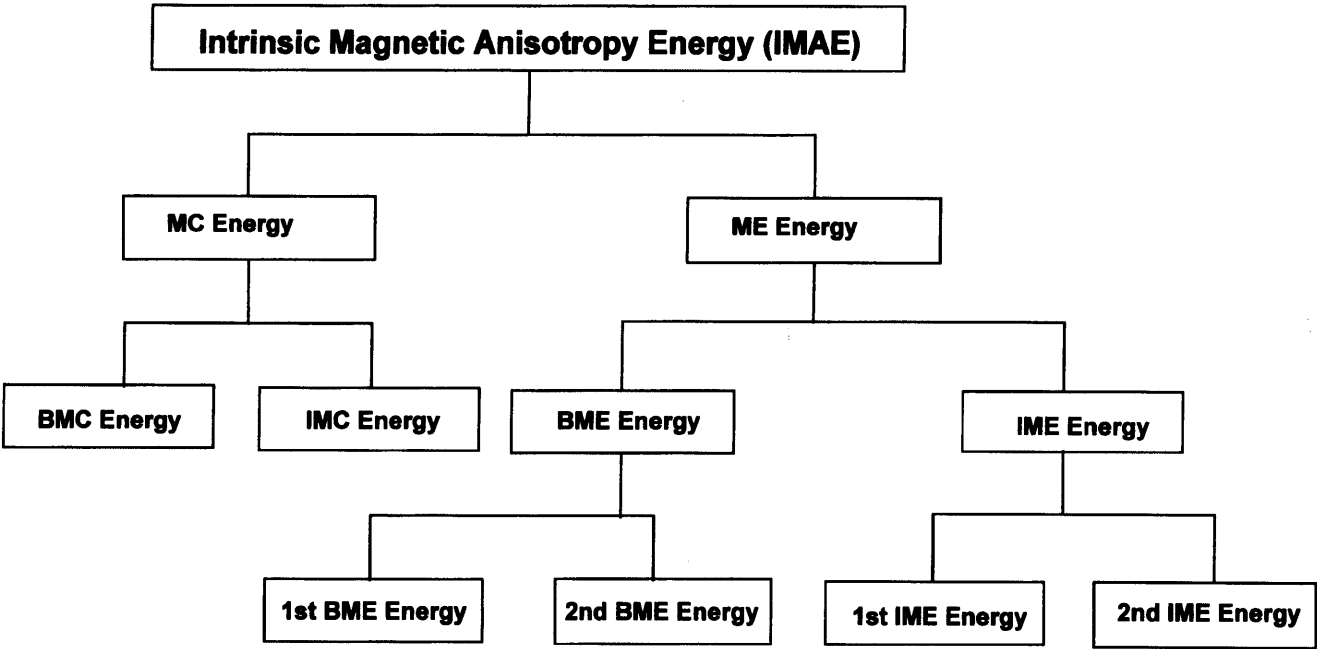 Intrinsic Magnetic Anisotropy Energy (IMAE)
MC Energy
ME Energy
BMC Energy
IMC Energy
BME Energy
IME Energy
1st BME Energy
2nd BME Energy
1st IME Energy
2nd IME Energy